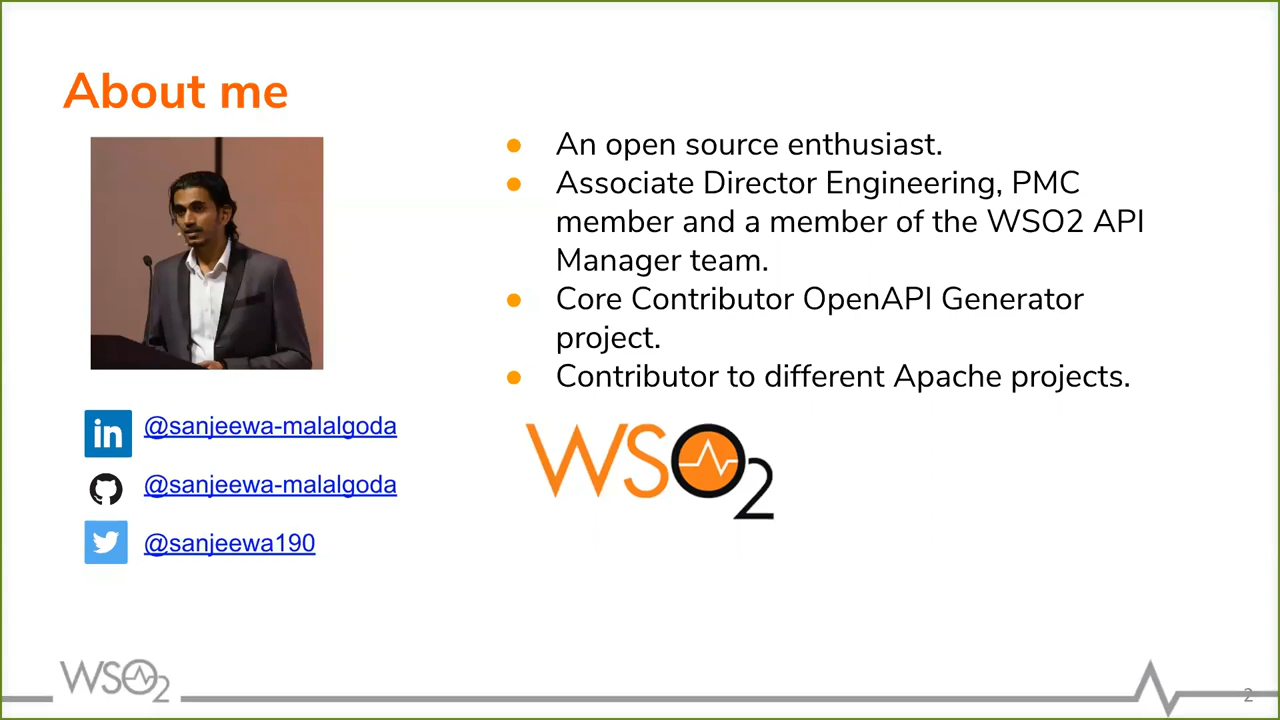 About me
An open source enthusiast.
Associate Director Engineering, PMC
member and a member of the WSO2 API
Manager team.
Core Contributor OpenAPI Generator
project.
Contributor to different Apache projects.
in @sanjeewa-malalgoda
@sanjeewa-malalgoda
@sanjeewa190
WSO2
WSO2
2